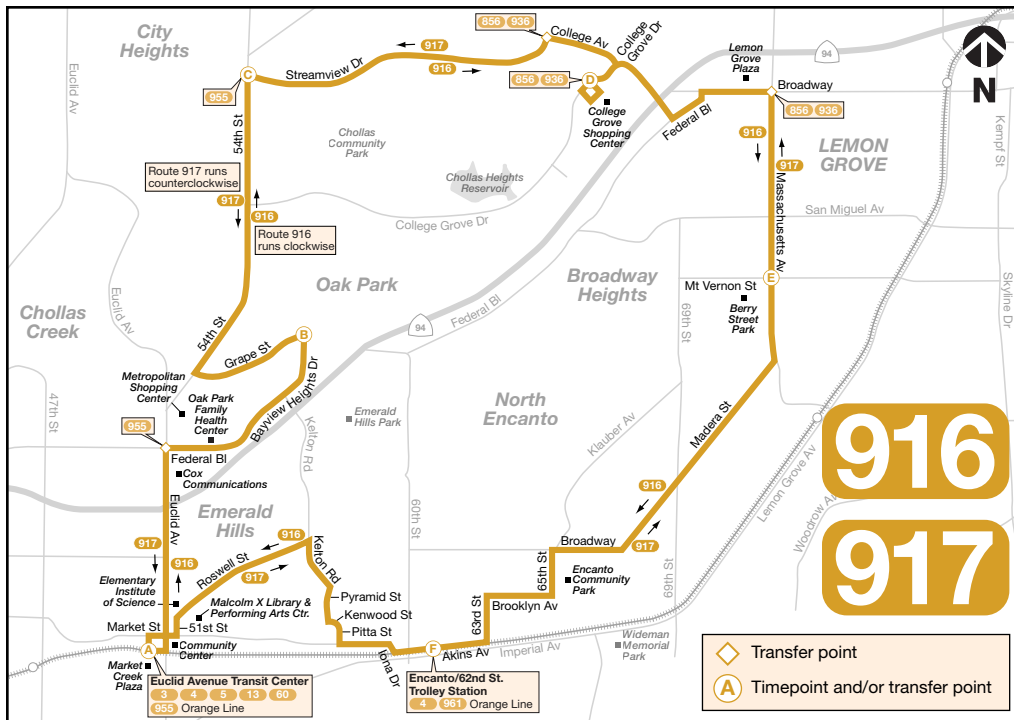 City
Heights
856 936
College Av
College
Grove Dr
917
916
Streamview Dr
Lemon
Grove
Plaza
94
N
Euclid Av
C
955
856 936
D
Broadway
College
Grove
Shopping
Center
Federal Bl
856 936
Kempf St
54th St
Chollas
Community
Park
916
917
LEMON
GROVE
Route 917 runs
counterclockwise
917
916
Route 916
runs clockwise
Chollas Heights
Reservoir
College Grove Dr
Massachusetts Av
San Miguel Av
Oak Park
Broadway
Heights
Mt Vernon St
E
Berry
Street
Park
69th St
Skyline Dr
Chollas
Creek
Euclid Av
54th St
94
Federal Bl
B
Grape St
Metropolitan
Shopping
Center
Oak Park
Family
Health
Center
Bayview Heights Dr
47th St
955
Federal Bl
Cox
Communications
Kelton Rd
Emerald
Hills Park
North
Encanto
Klauber Av
Madera St
916
917
Lemon Grove Av
Woodrow Av
Euclid Av
Emerald
Hills
60th St
916
917
917
916
Roswell St
916
917
Kelton Rd
Broadway
65th St
Encanto
Community
Park
69th St
Elementary
Institute
of Science
Malcolm X Library &
Performing Arts Ctr.
Pyramid St
Kenwood St
Pitta St
63rd St
Brooklyn Av
Market St
51st St
Community
Center
A
Market
Creek
Plaza
Iona Dr
F
Akins Av
Imperial Av
Wideman
Memorial
Park
Euclid Avenue Transit Center
3 4 5 13 60
955 Orange Line
Encanto/62nd St.
Trolley Station
4 961 Orange Line
Transfer point
A Timepoint and/or transfer point